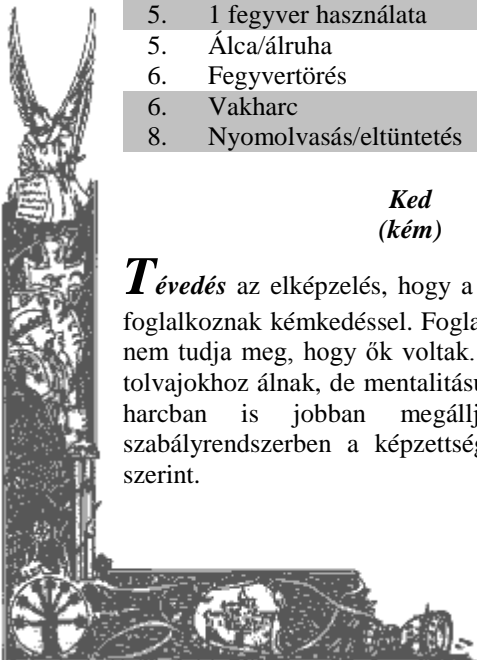 5. 1 fegyver használata
5. Álca/álruha
6. Fegyvertörés
6. Vakharc
8. Nyomolvasás/eltüntetés
Ked
(kém)
Tévedés az elképzelés, hogy a
foglalkoznak kémkedéssel. Fogla
nem tudja meg, hogy ők voltak.
tolvajokhoz álnak, de mentalitásu
harcban is jobban megállj
szabályrendszerben a képzettség
szerint.